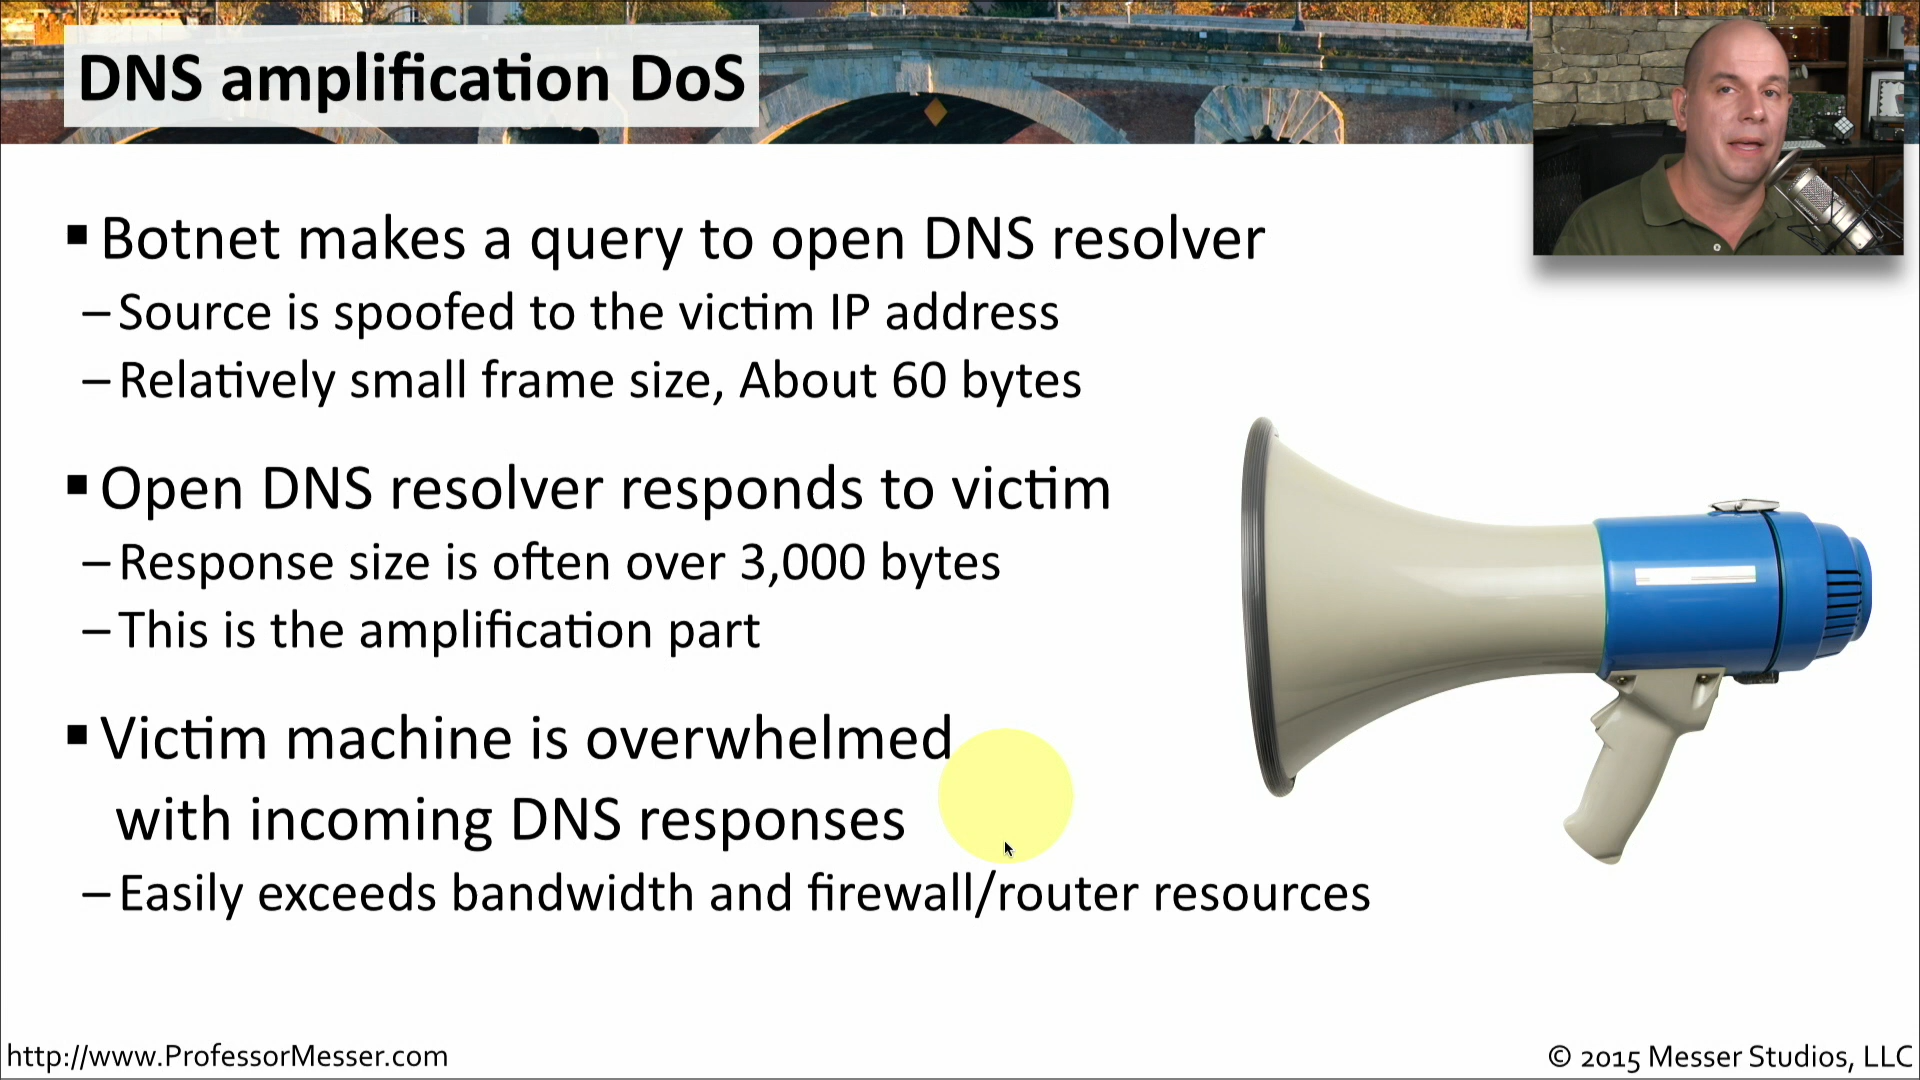 DNS amplification DoS
▪ Botnet makes a query to open DNS resolver
– Source is spoofed to the victim IP address
– Relatively small frame size, About 60 bytes
▪ Open DNS resolver responds to victim
– Response size is often over 3,000 bytes
– This is the amplification part
▪ Victim machine is overwhelmed
with incoming DNS responses
– Easily exceeds bandwidth and firewall/router resources
http://www.ProfessorMesser.com
© 2015 Messer Studios, LLC